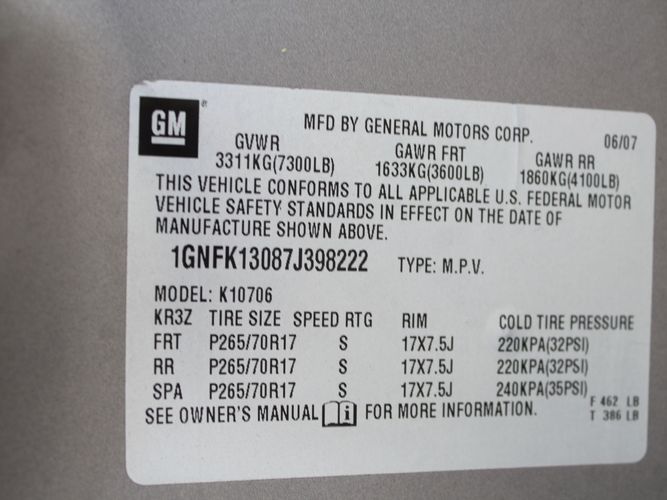 GM®
MFD BY GENERAL MOTORS CORP. 06/07
GVWR GAWR FRT GAWR RR
3311KG(7300LB) 1633KG(3600LB) 1860KG(4100LB)
THIS VEHICLE CONFORMS TO ALL APPLICABLE U.S. FEDERAL MOTOR
VEHICLE SAFETY STANDARDS IN EFFECT ON THE DATE OF
MANUFACTURE SHOWN ABOVE.
1GNFK13087J398222 TYPE: M.P.V.
MODEL: K10706
KR3Z TIRE SIZE SPEED RTG RIM COLD TIRE PRESSURE
FRT P265/70R17 S 17X7.5J 220KPA(32PSI)
RR P265/70R17 S 17X7.5J 220KPA(32PSI)
SPA P265/70R17 S 17X7.5J 240KPA(35PSI)
F 462 LB
SEE OWNER'S MANUAL i FOR MORE INFORMATION. T 386 LB